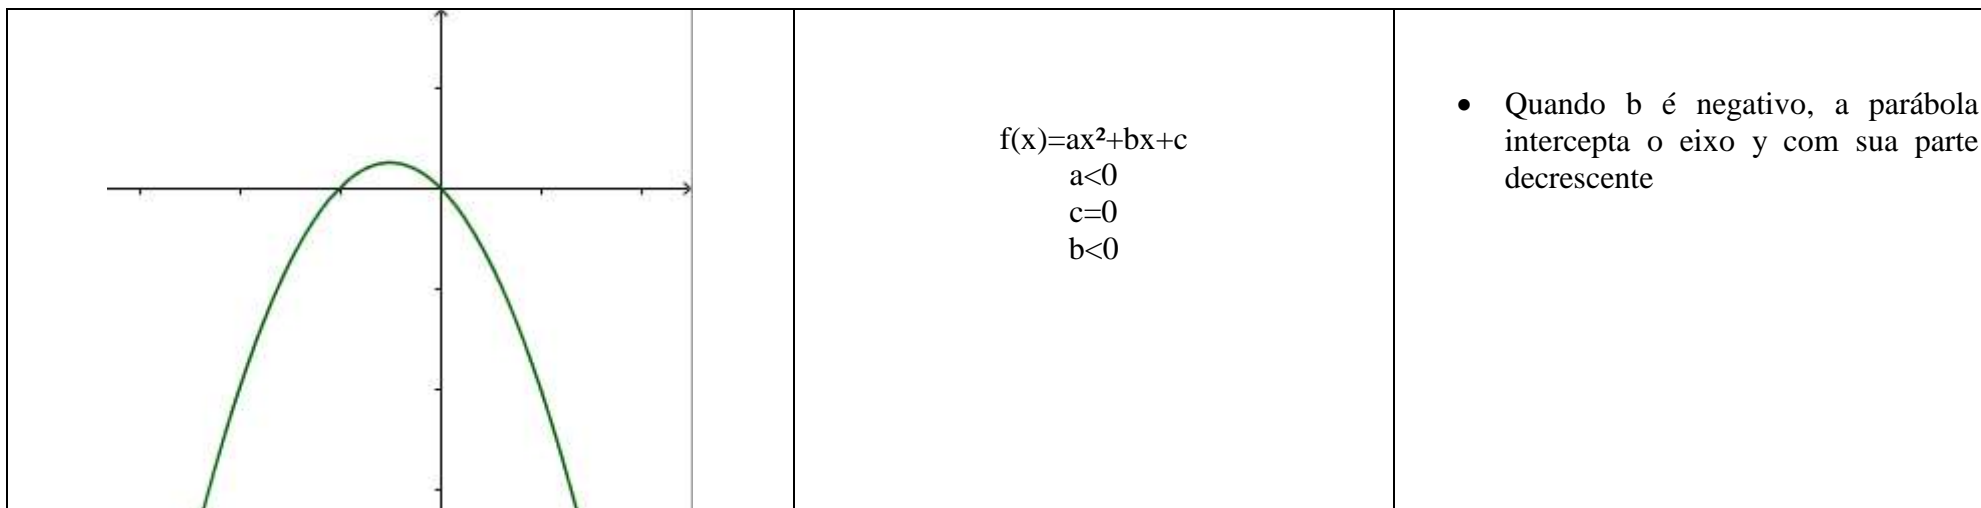 f(x)=ax²+bx+c
a<0
c=0
b<0
• Quando b é negativo, a parábola
intercepta o eixo y com sua parte
decrescente